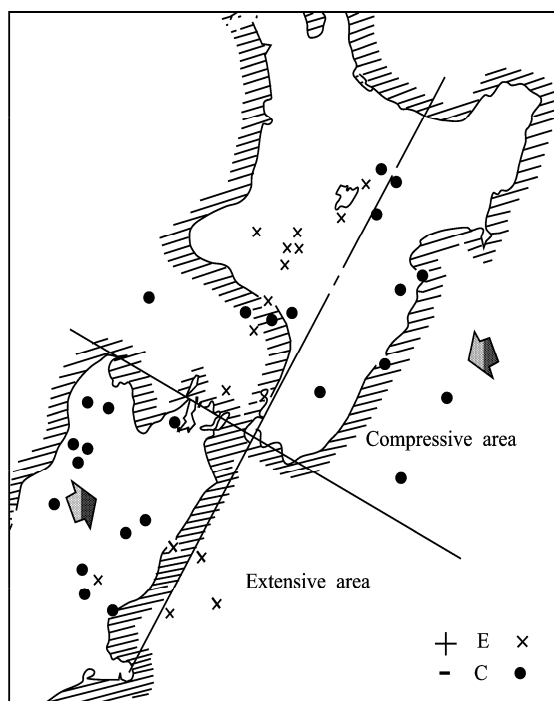 Compressive area
Extensive area
+ E ×
- C ●